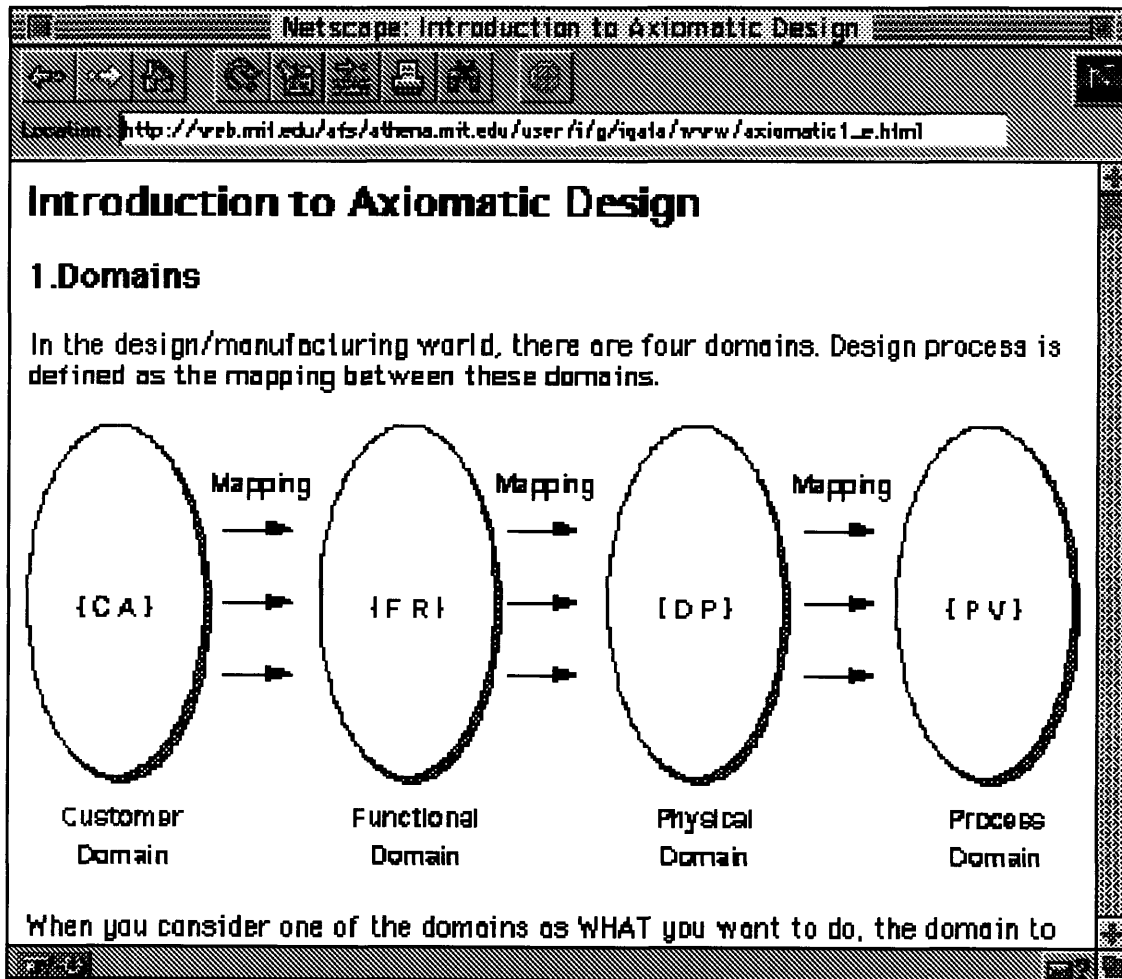 Netscape: Introduction to Axiomatic Design
Location: http://web.mit.edu/afs/athena.mit.edu/user/i/g/igata/www/axiomatic1_e.html
Introduction to Axiomatic Design
1.Domains
In the design/manufacturing world, there are four domains. Design process is
defined as the mapping between these domains.
Mapping Mapping Mapping
{CA} {FR} {DP} {PV}
Customer Functional Physical Process
Domain Domain Domain Domain
When you consider one of the domains as WHAT you want to do, the domain to